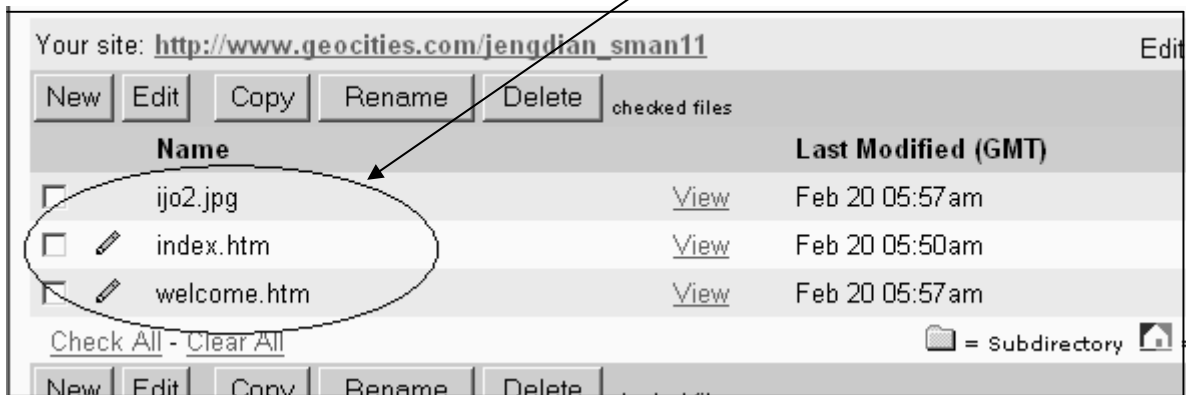 Your site: http://www.geocities.com/jengdian_sman11 Edit
New Edit Copy Rename Delete checked files
Name Last Modified (GMT)
ijo2.jpg View Feb 20 05:57am
index.htm View Feb 20 05:50am
welcome.htm View Feb 20 05:57am
Check All - Clear All = Subdirectory =
New Edit Copy Rename Delete